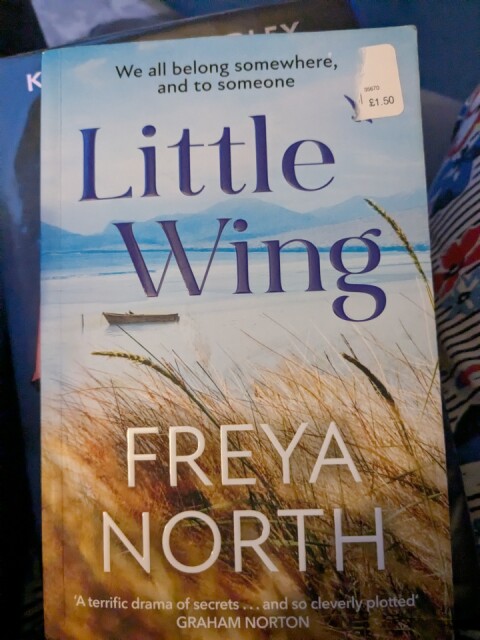 We all belong somewhere,
and to someone
£1.50
Little
Wing
FREYA
NORTH
'A terrific drama of secrets ... and so cleverly plotted'
GRAHAM NORTON